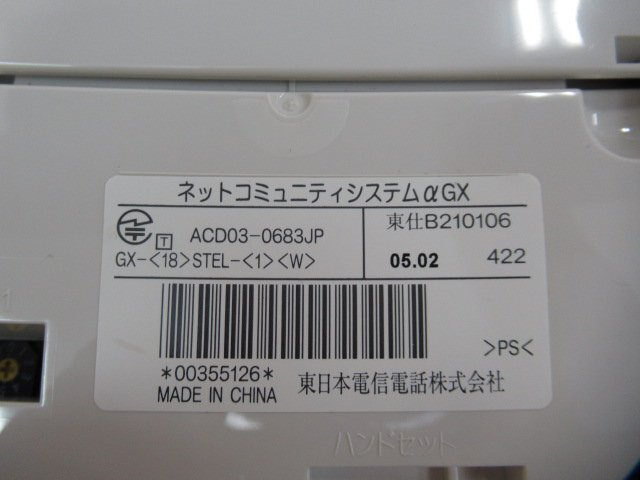 ネットコミュニティシステムαGX
T ACD03-0683JP
東仕B210106
GX-<18>STEL-<1><W>
05.02 422
>PS<
*00355126*
東日本電信電話株式会社
MADE IN CHINA
ハンドセット
1